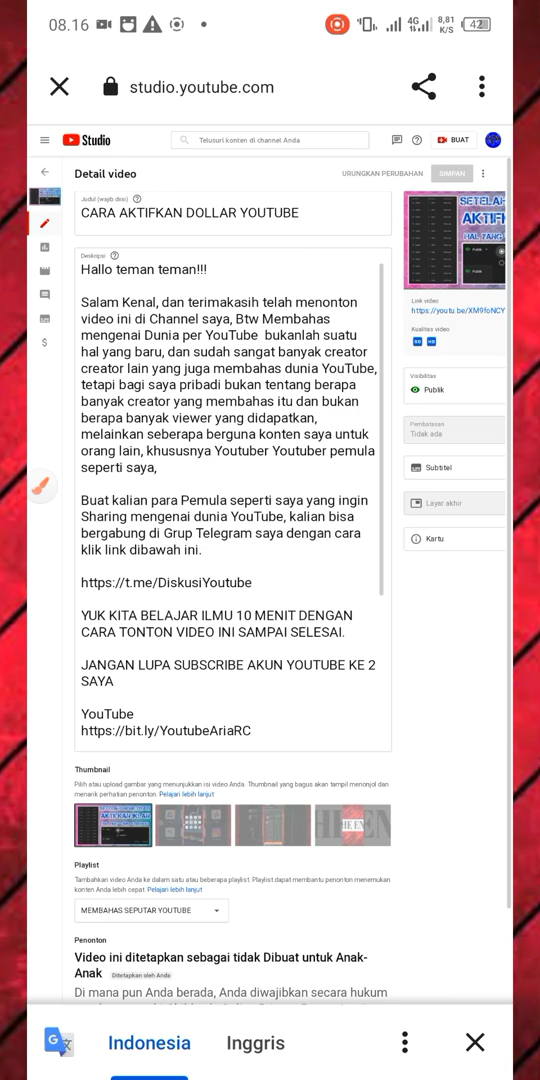 08.16 4G 8,81 K/S 42
studio.youtube.com
Studio Telusuri konten di channel Anda BUAT
Detail video URUNGKAN PERUBAHAN SIMPAN
Judul (wajib diisi)
CARA AKTIFKAN DOLLAR YOUTUBE
Deskripsi
Hallo teman teman!!!
Salam Kenal, dan terimakasih telah menonton
video ini di Channel saya, Btw Membahas
mengenai Dunia per YouTube bukanlah suatu
hal yang baru, dan sudah sangat banyak creator
creator lain yang juga membahas dunia YouTube,
tetapi bagi saya pribadi bukan tentang berapa
banyak creator yang membahas itu dan bukan
berapa banyak viewer yang didapatkan,
melainkan seberapa berguna konten saya untuk
orang lain, khususnya Youtuber Youtuber pemula
seperti saya,
Buat kalian para Pemula seperti saya yang ingin
Sharing mengenai dunia YouTube, kalian bisa
bergabung di Grup Telegram saya dengan cara
klik link dibawah ini.
https://t.me/DiskusiYoutube
YUK KITA BELAJAR ILMU 10 MENIT DENGAN
CARA TONTON VIDEO INI SAMPAI SELESAI.
JANGAN LUPA SUBSCRIBE AKUN YOUTUBE KE 2
SAYA
YouTube
https://bit.ly/YoutubeAriaRC
SETELAH
AKTIFK
HAL YANG
Link video
https://youtu.be/XM9foNCY
Kualitas video
SD HD
Visibilitas
Publik
Pembatasan
Tidak ada
Subtitel
Layar akhir
Kartu
Thumbnail
Pilih atau upload gambar yang menunjukkan isi video Anda. Thumbnail yang bagus akan tampil menonjol dan
menarik perhatian penonton. Pelajari lebih lanjut
HE EN
Playlist
Tambahkan video Anda ke dalam satu atau beberapa playlist. Playlist dapat membantu penonton menemukan
konten Anda lebih cepat. Pelajari lebih lanjut
MEMBAHAS SEPUTAR YOUTUBE
Penonton
Video ini ditetapkan sebagai tidak Dibuat untuk Anak-
Anak Ditetapkan oleh Anda
Di mana pun Anda berada, Anda diwajibkan secara hukum
Indonesia Inggris